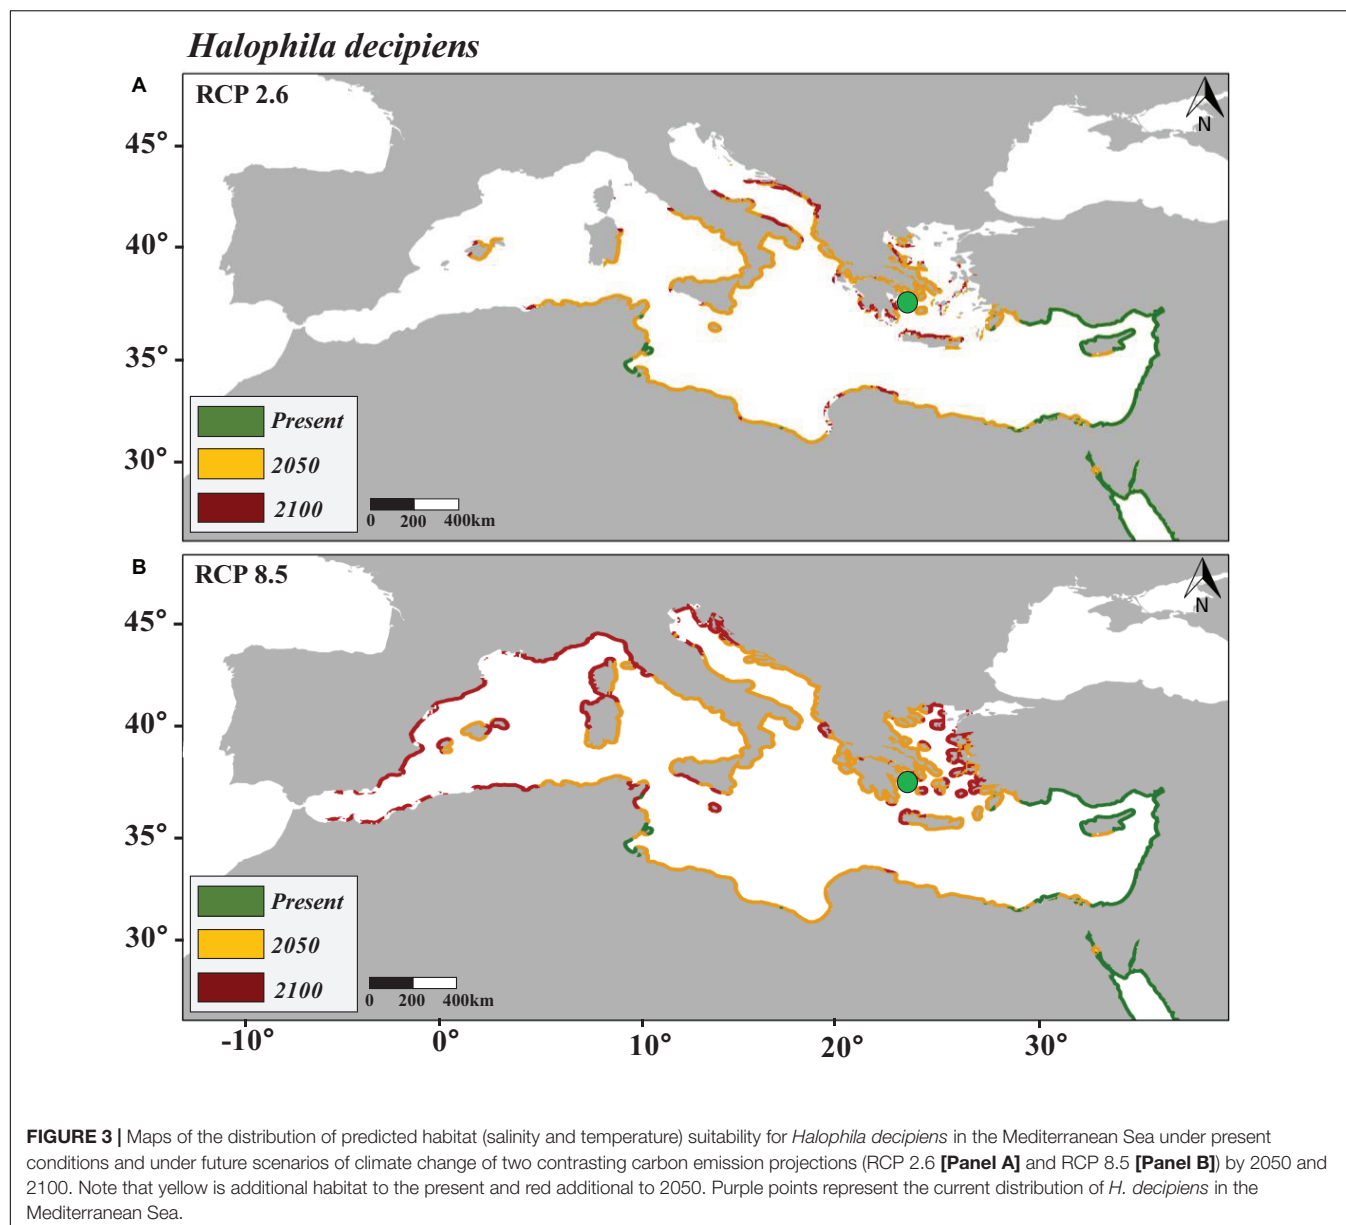 Halophila decipiens
A
RCP 2.6
N
45°
40°
35°
30°
Present
2050
2100
0 200 400km
B
RCP 8.5
N
45°
40°
35°
30°
Present
2050
2100
0 200 400km
-10° 0° 10° 20° 30°
FIGURE 3 | Maps of the distribution of predicted habitat (salinity and temperature) suitability for Halophila decipiens in the Mediterranean Sea under present
conditions and under future scenarios of climate change of two contrasting carbon emission projections (RCP 2.6 [Panel A] and RCP 8.5 [Panel B]) by 2050 and
2100. Note that yellow is additional habitat to the present and red additional to 2050. Purple points represent the current distribution of H. decipiens in the
Mediterranean Sea.